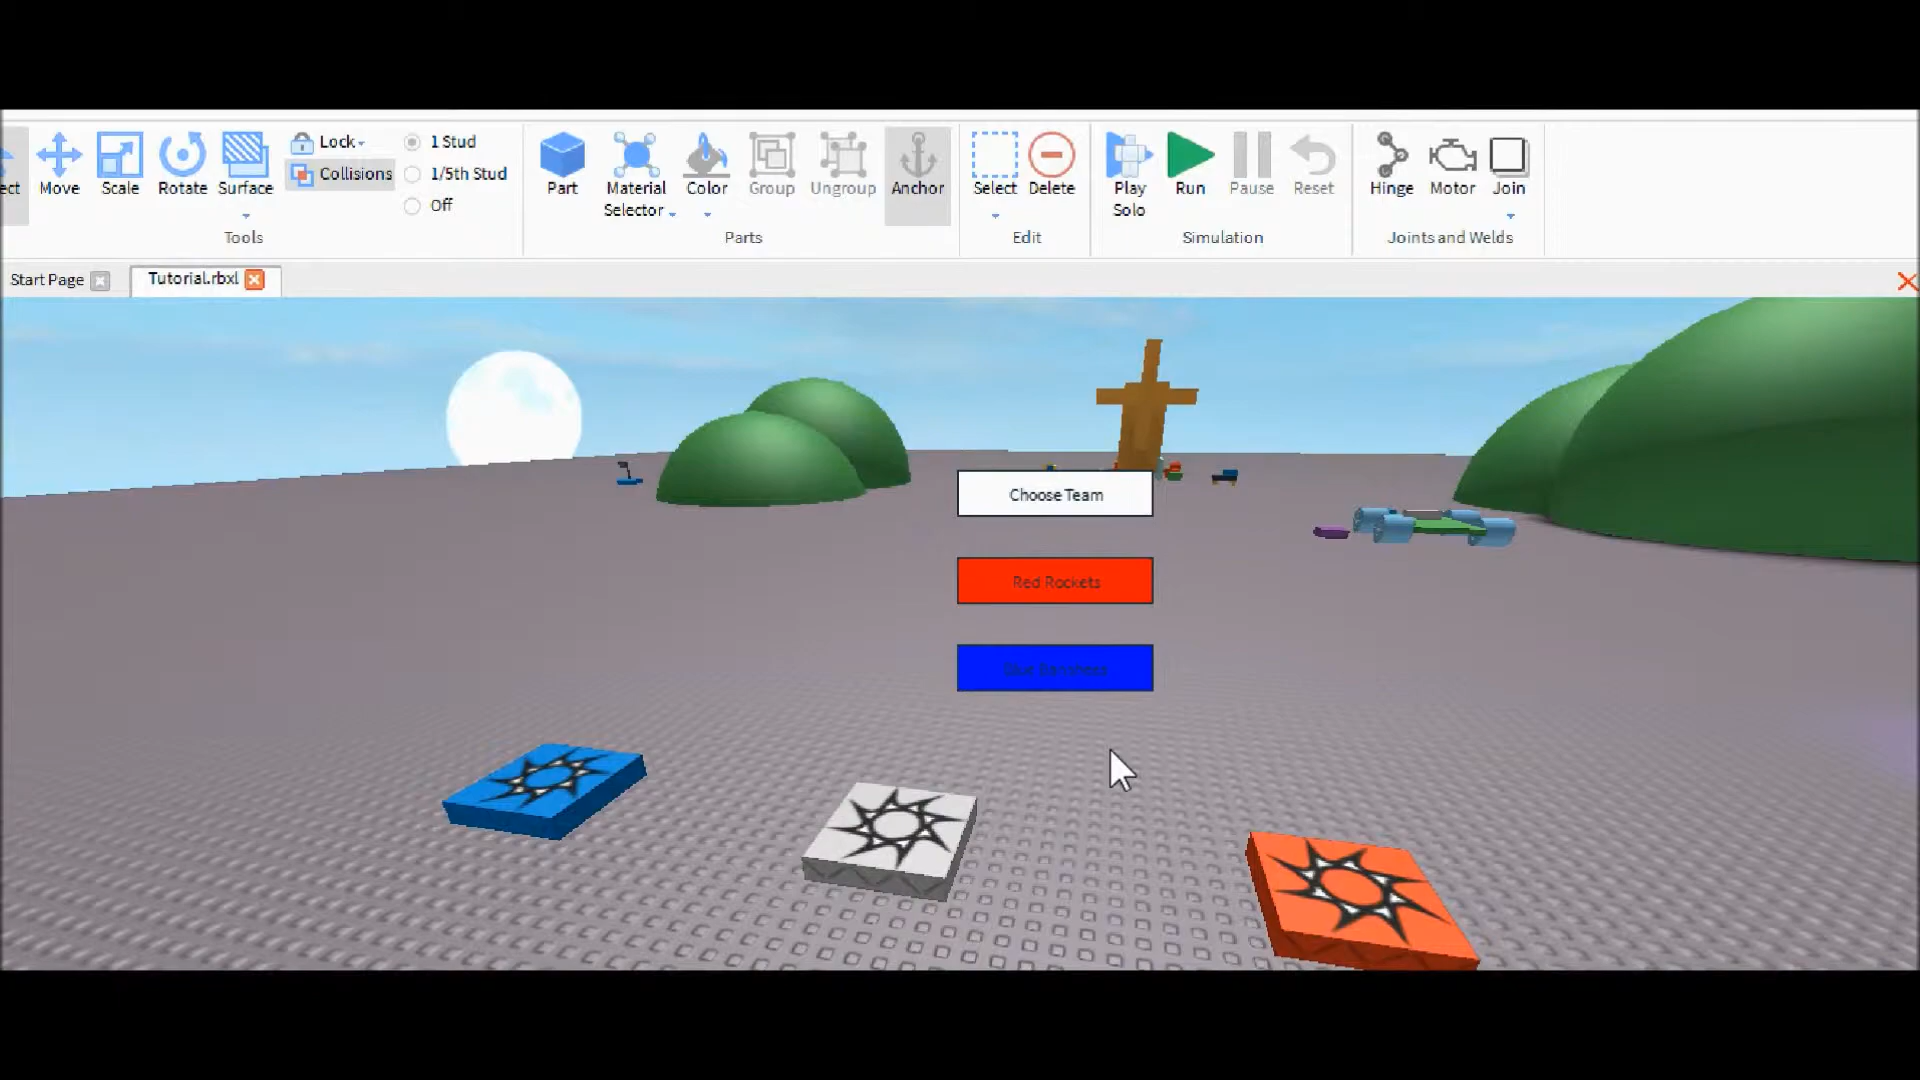 ect
Move
Scale
Rotate
Surface
Lock
Collisions
1 Stud
1/5th Stud
Off
Tools
Part
Material
Selector
Color
Group
Ungroup
Anchor
Parts
Select
Delete
Edit
Play
Solo
Run
Pause
Reset
Simulation
Hinge
Motor
Join
Joints and Welds
Start Page
Tutorial.rbxl
Choose Team
Red Rockets
Blue